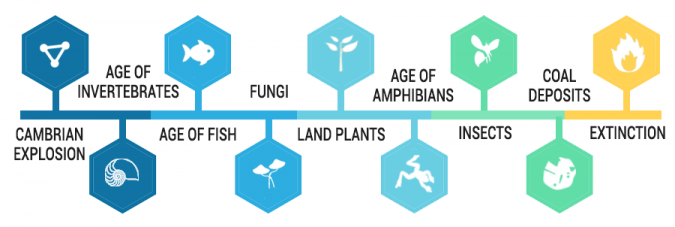 CAMBRIAN
EXPLOSION
AGE OF
INVERTEBRATES
AGE OF FISH
FUNGI
LAND PLANTS
AGE OF
AMPHIBIANS
INSECTS
COAL
DEPOSITS
EXTINCTION